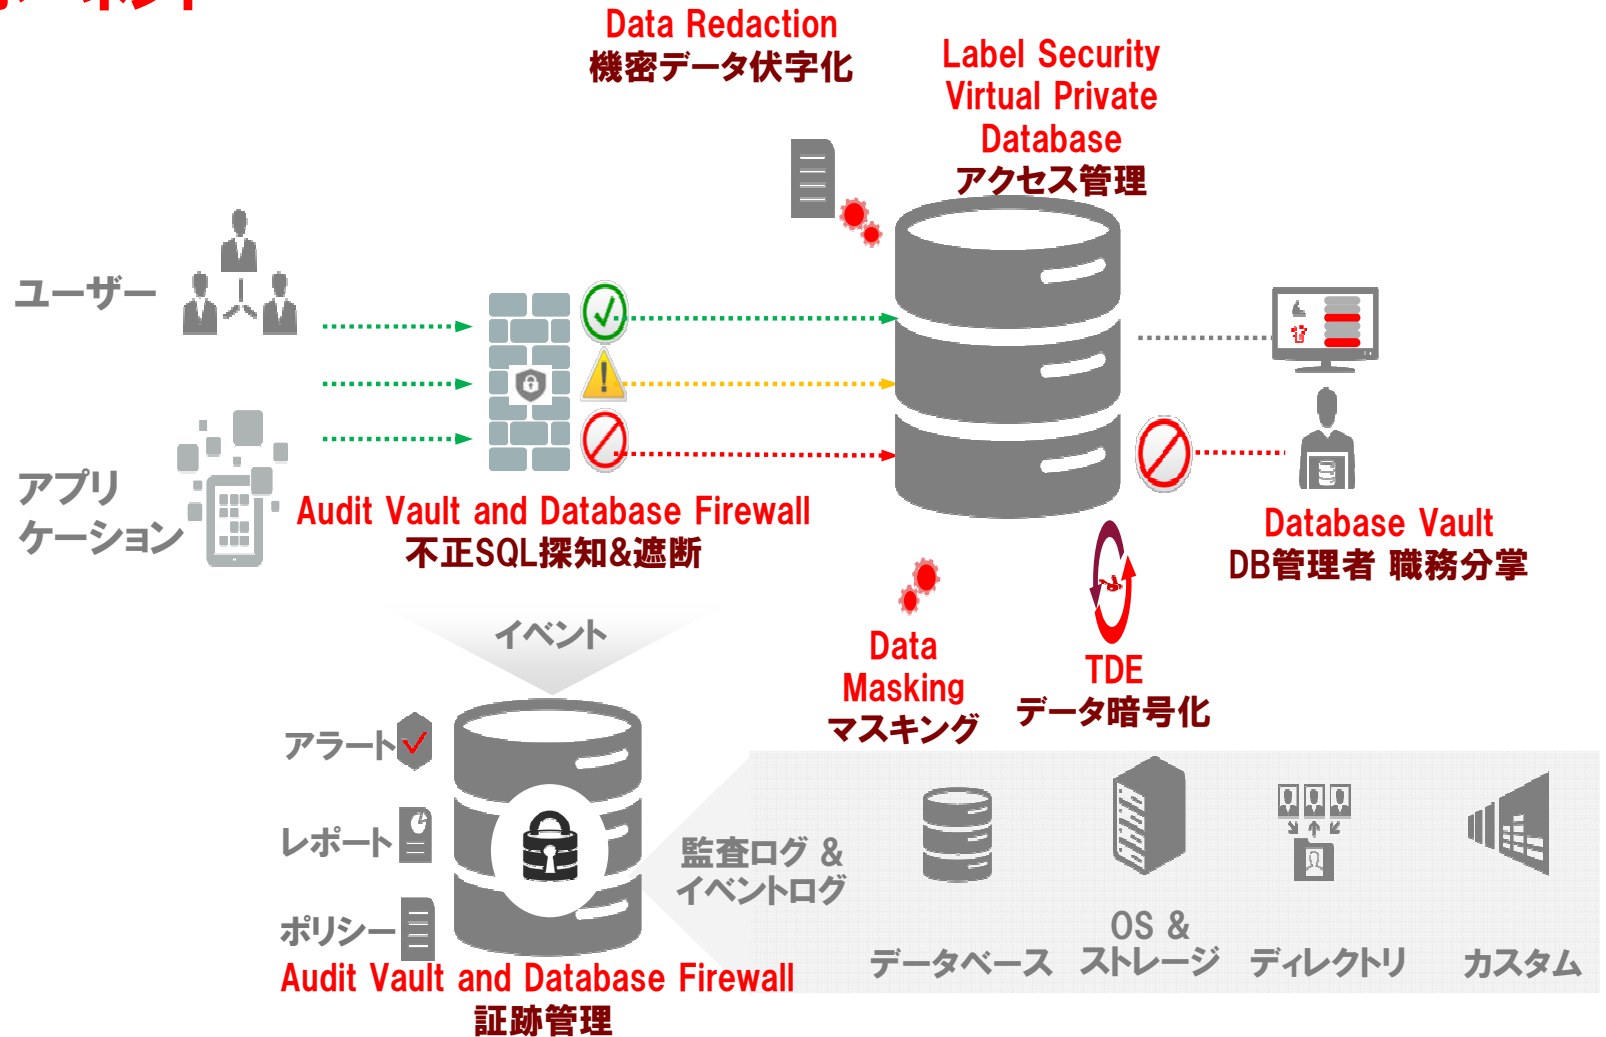 Data Redaction
機密データ伏字化
Label Security
Virtual Private
Database
アクセス管理
ユーザー
アプリ
ケーション
Audit Vault and Database Firewall
不正SQL探知&遮断
Database Vault
DB管理者 職務分掌
イベント
Data
Masking
マスキング
TDE
データ暗号化
アラート
レポート
ポリシー
監査ログ &
イベントログ
データベース
OS &
ストレージ
ディレクトリ
カスタム
Audit Vault and Database Firewall
証跡管理